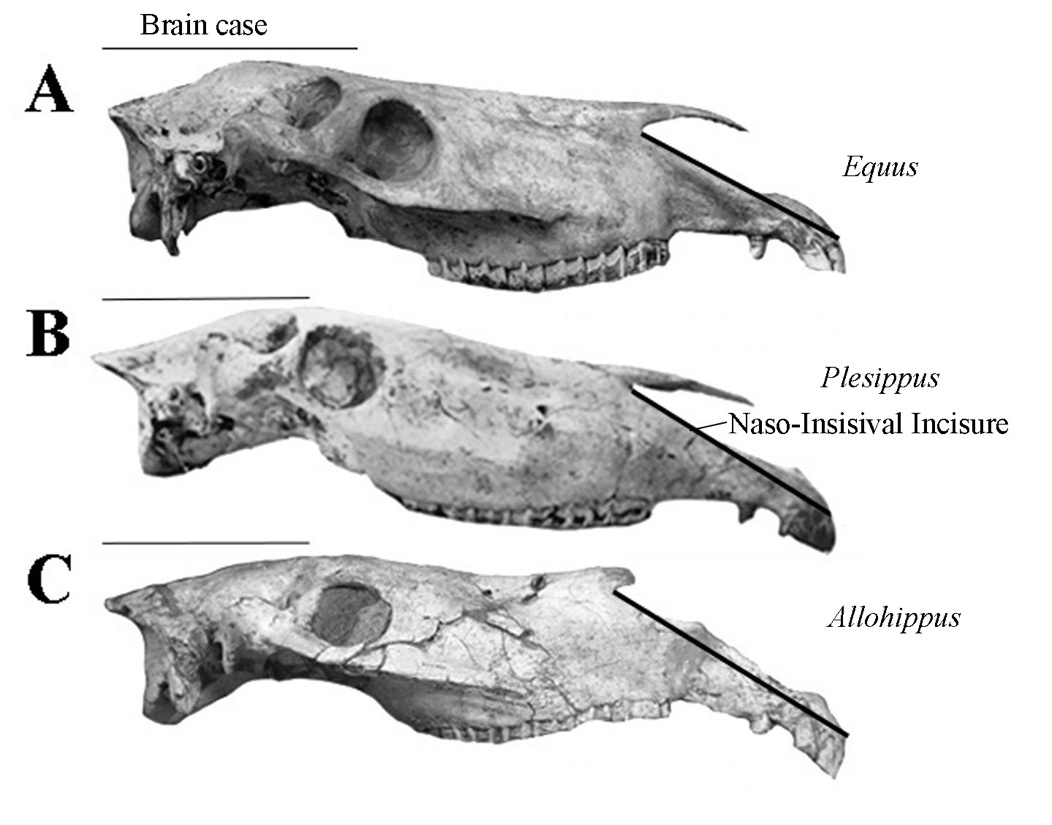 Brain case
A
Equus
B
Plesippus
Naso-Insisival Incisure
C
Allohippus